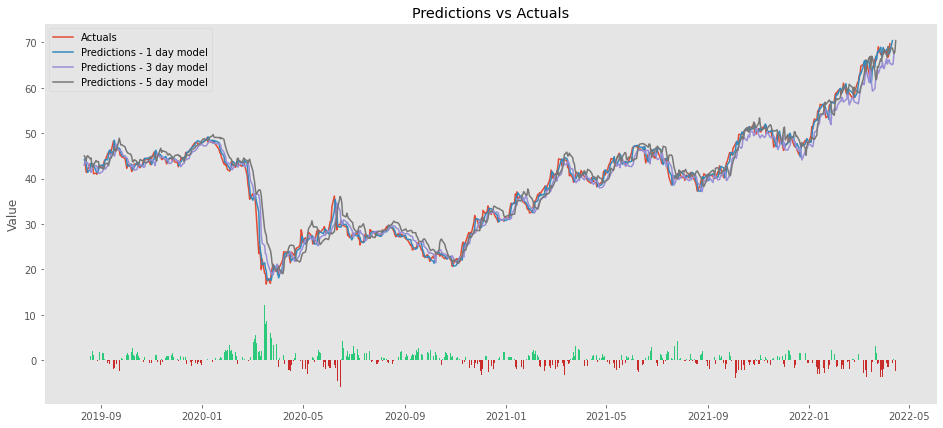 Predictions vs Actuals
Actuals
Predictions - 1 day model
Predictions - 3 day model
Predictions - 5 day model
Value
70
60
50
40
30
20
10
0
2019-09 2020-01 2020-05 2020-09 2021-01 2021-05 2021-09 2022-01 2022-05